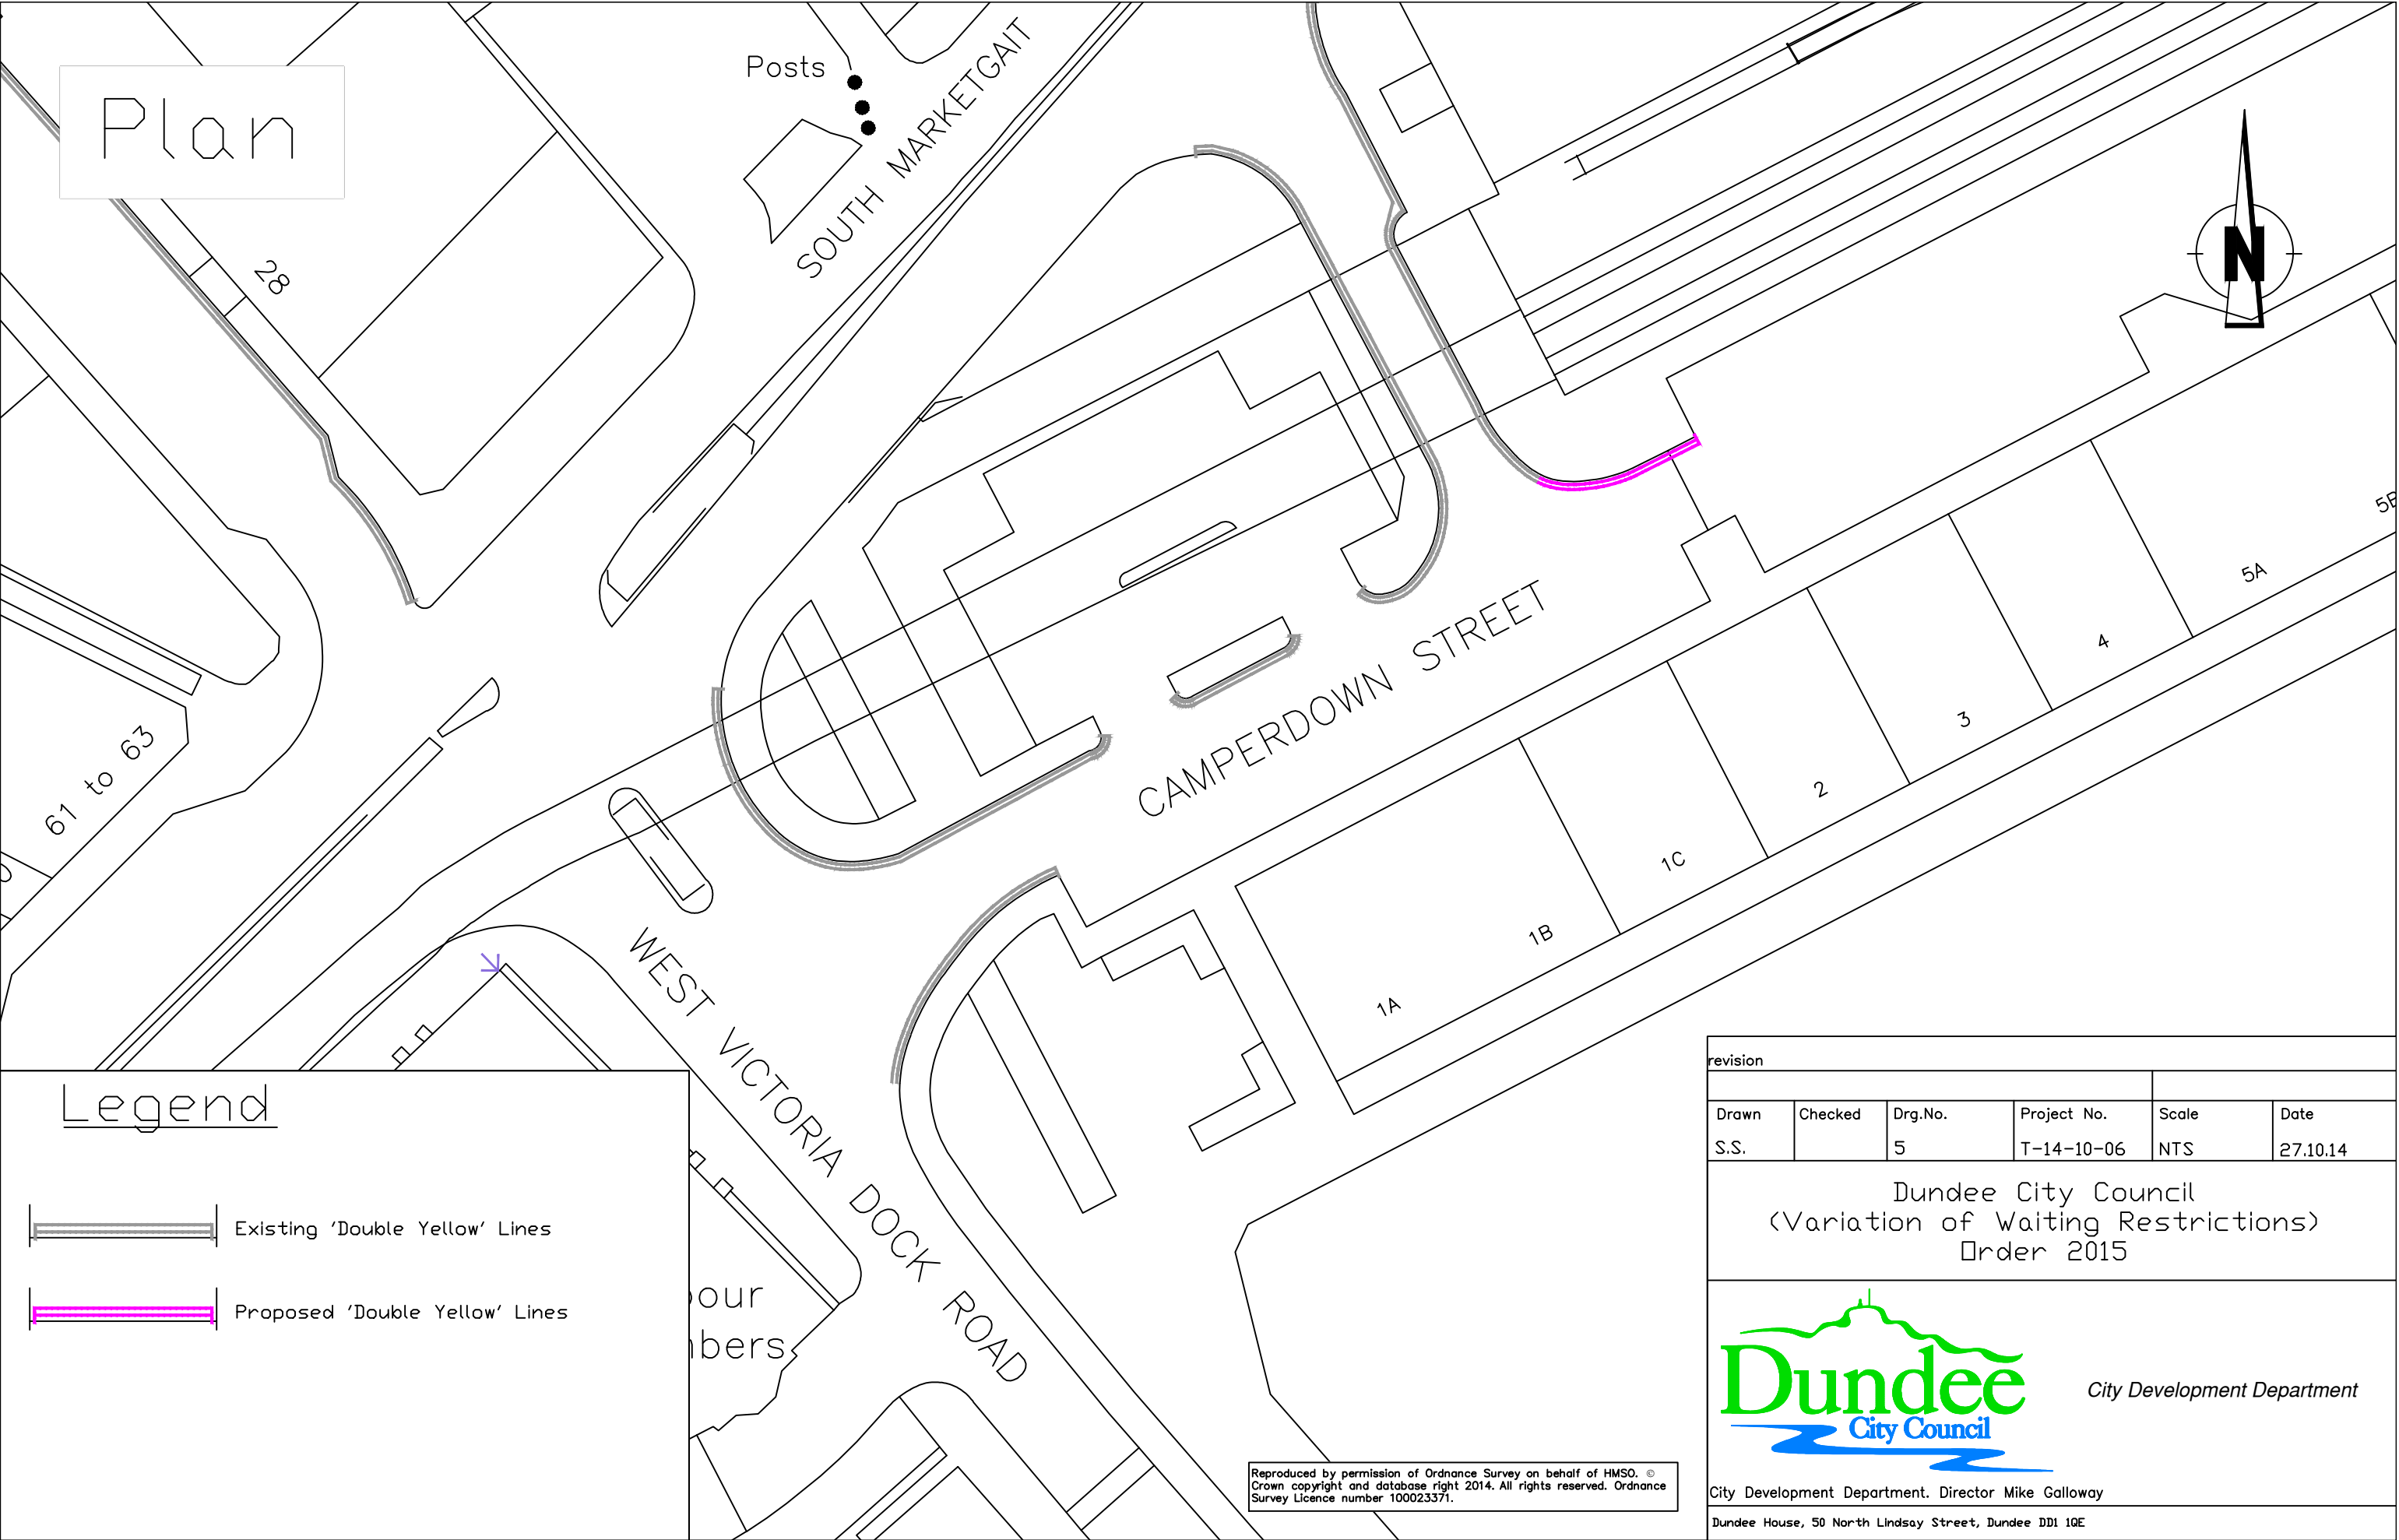 Plan
Posts
SOUTH MARKETGAIT
28
N
61 to 63
CAMPERDOWN STREET
WEST VICTORIA DOCK ROAD
5B
5A
4
3
2
1C
1B
1A
Legend
Existing 'Double Yellow' Lines
Proposed 'Double Yellow' Lines
our
bers
revision
Drawn Checked Drg.No. Project No. Scale Date
S.S. 5 T-14-10-06 NTS 27.10.14
Dundee City Council
(Variation of Waiting Restrictions)
Order 2015
Dundee
City Council
City Development Department
City Development Department. Director Mike Galloway
Dundee House, 50 North Lindsay Street, Dundee DD1 1QE
Reproduced by permission of Ordnance Survey on behalf of HMSO. ©
Crown copyright and database right 2014. All rights reserved. Ordnance
Survey Licence number 100023371.